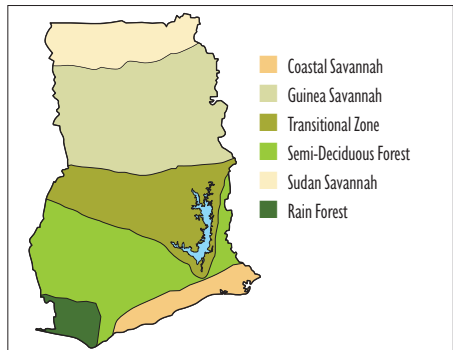 Coastal Savannah
Guinea Savannah
Transitional Zone
Semi-Deciduous Forest
Sudan Savannah
Rain Forest